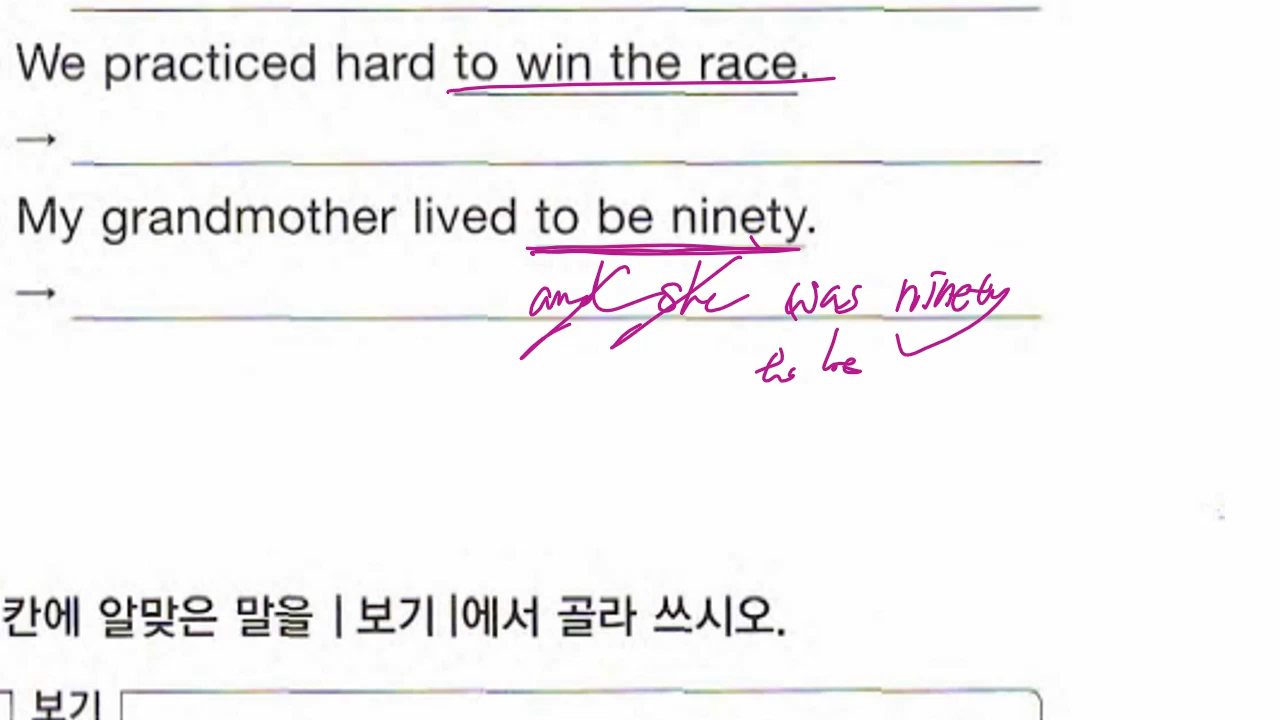 We practiced hard to win the race.
→
My grandmother lived to be ninety.
→ and she was ninety
to be
칸에 알맞은 말을 | 보기 |에서 골라 쓰시오.
보기